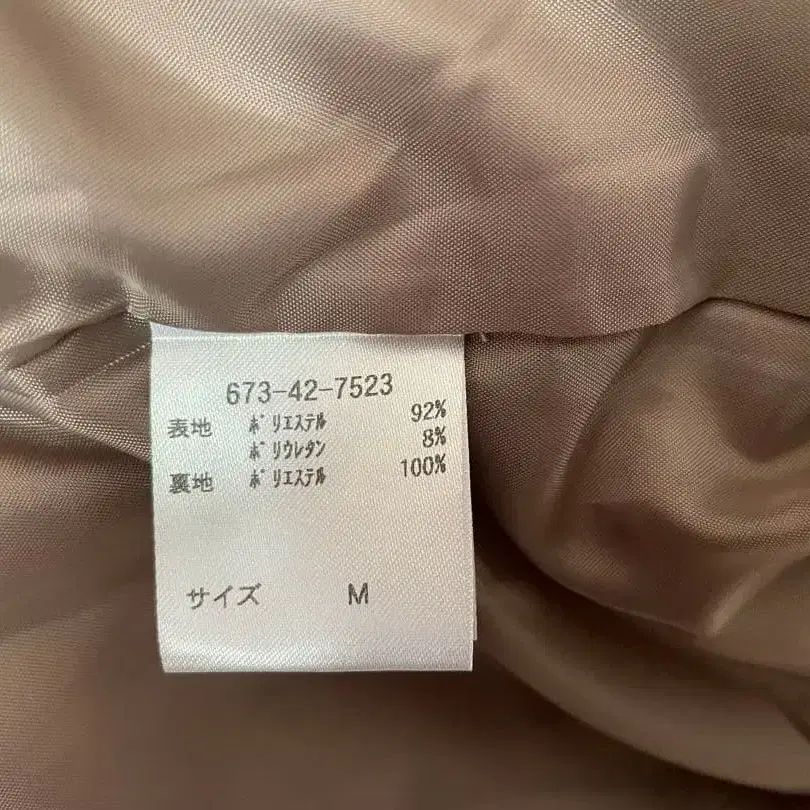 673-42-7523
表地 ﾎﾟﾘｴｽﾃﾙ 92%
ﾎﾟﾘｳﾚﾀﾝ 8%
裏地 ﾎﾟﾘｴｽﾃﾙ 100%
サイズ M